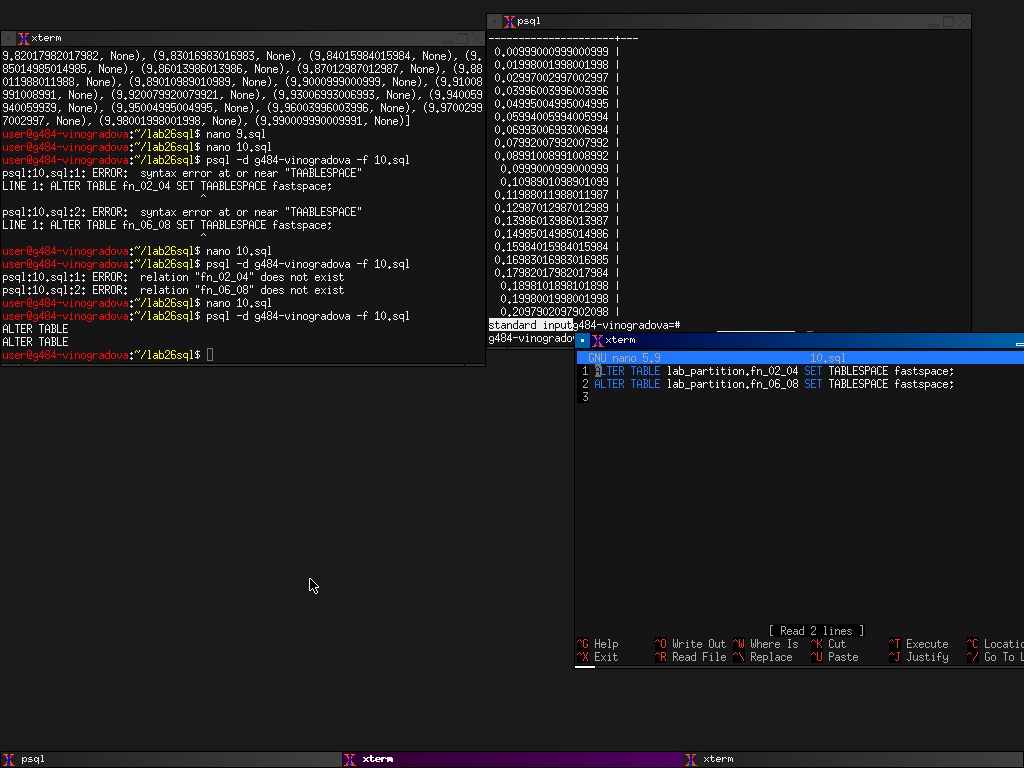 xterm
9.82017982017982, None), (9.83016983016983, None), (9.84015984015984, None), (9.
85014985014985, None), (9.86013986013986, None), (9.87012987012987, None), (9.88
011988011988, None), (9.89010989010989, None), (9.9000999000999, None), (9.91008
991008991, None), (9.92007992007921, None), (9.93006993006993, None), (9.940059
940059939, None), (9.95004995004995, None), (9.96003996003996, None), (9.9700299
7002997, None), (9.98001998001998, None), (9.990009990009991, None)]
user@g484-vinogradova:~/lab26sql$ nano 9.sql
user@g484-vinogradova:~/lab26sql$ nano 10.sql
user@g484-vinogradova:~/lab26sql$ psql -d g484-vinogradova -f 10.sql
psql:10.sql:1: ERROR:  syntax error at or near "TAABLESPACE"
LINE 1: ALTER TABLE fn_02_04 SET TAABLESPACE fastspace;
^
psql:10.sql:2: ERROR:  syntax error at or near "TAABLESPACE"
LINE 1: ALTER TABLE fn_06_08 SET TAABLESPACE fastspace;
^
user@g484-vinogradova:~/lab26sql$ nano 10.sql
user@g484-vinogradova:~/lab26sql$ psql -d g484-vinogradova -f 10.sql
psql:10.sql:1: ERROR:  relation "fn_02_04" does not exist
psql:10.sql:2: ERROR:  relation "fn_06_08" does not exist
user@g484-vinogradova:~/lab26sql$ nano 10.sql
user@g484-vinogradova:~/lab26sql$ psql -d g484-vinogradova -f 10.sql
ALTER TABLE
ALTER TABLE
user@g484-vinogradova:~/lab26sql$
psql
---------------------+---
0.00999000999000999 |
0.01998001998001998 |
0.02997002997002997 |
0.03996003996003996 |
0.04995004995004995 |
0.05994005994005994 |
0.06993006993006993 |
0.07992007992007992 |
0.08991008991008992 |
0.0999000999000999 |
0.1098901098901099 |
0.11988011988011987 |
0.12987012987012989 |
0.13986013986013987 |
0.14985014985014986 |
0.15984015984015984 |
0.16983016983016985 |
0.17982017982017984 |
0.1898101898101898 |
0.1998001998001998 |
0.2097902097902098 |
standard inputg484-vinogradova=#
g484-vinogradov
xterm
GNU nano 5.9 10.sql
1 ALTER TABLE lab_partition.fn_02_04 SET TABLESPACE fastspace;
2 ALTER TABLE lab_partition.fn_06_08 SET TABLESPACE fastspace;
3
[ Read 2 lines ]
^G Help ^O Write Out ^W Where Is ^K Cut ^T Execute ^C Locatio
^X Exit ^R Read File ^\ Replace ^U Paste ^J Justify ^/ Go To L
psql xterm xterm